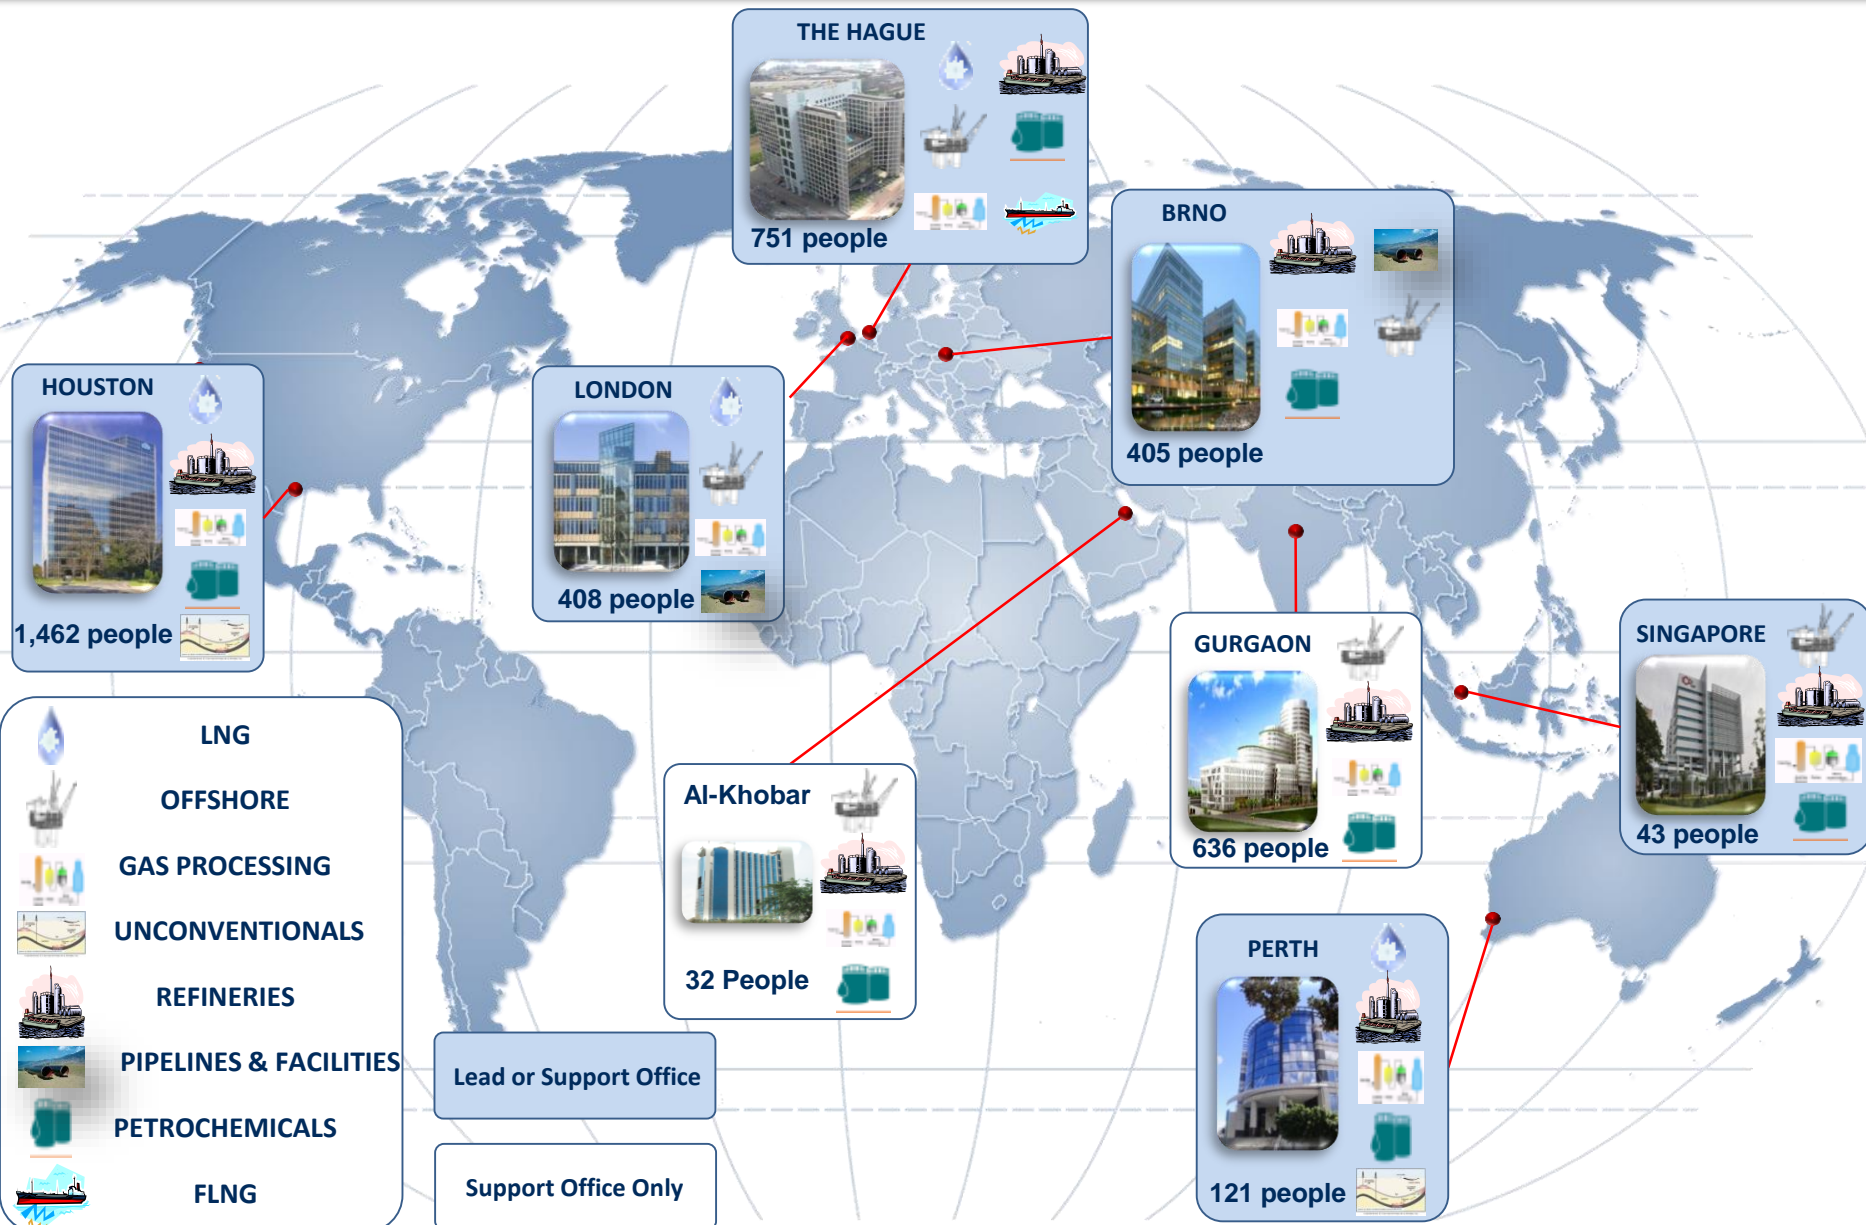 THE HAGUE
751 people
BRNO
405 people
HOUSTON
1,462 people
LONDON
408 people
GURGAON
636 people
SINGAPORE
43 people
Al-Khobar
32 People
PERTH
121 people
LNG
OFFSHORE
GAS PROCESSING
UNCONVENTIONALS
REFINERIES
PIPELINES & FACILITIES
PETROCHEMICALS
FLNG
Lead or Support Office
Support Office Only